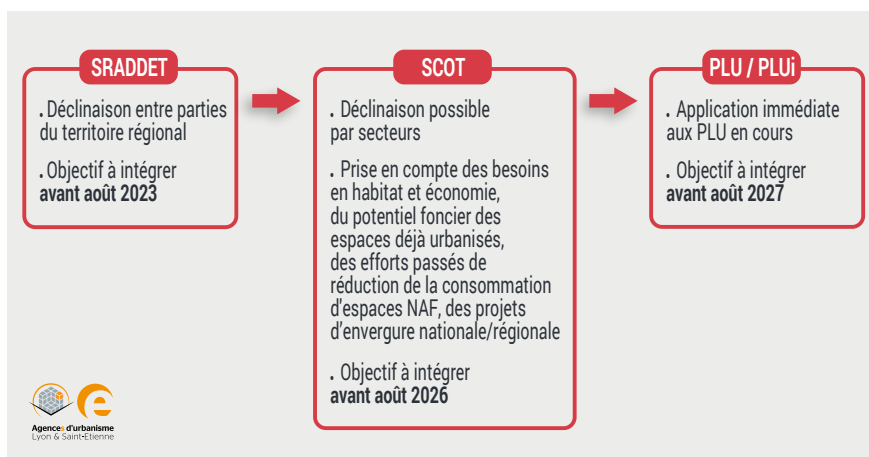 SRADDET
. Déclinaison entre parties
du territoire régional
. Objectif à intégrer
avant août 2023
SCOT
. Déclinaison possible
par secteurs
. Prise en compte des besoins
en habitat et économie,
du potentiel foncier des
espaces déjà urbanisés,
des efforts passés de
réduction de la consommation
d'espaces NAF, des projets
d'envergure nationale/régionale
. Objectif à intégrer
avant août 2026
PLU / PLUi
. Application immédiate
aux PLU en cours
. Objectif à intégrer
avant août 2027
Agences d'urbanisme
Lyon & Saint-Etienne